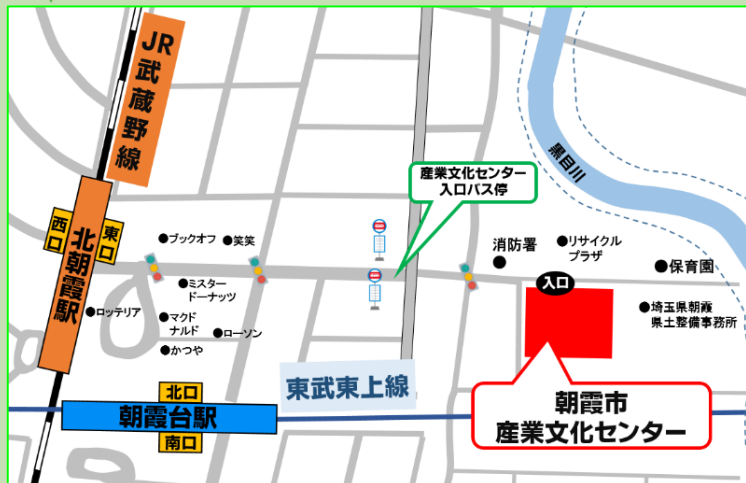 JR武蔵野線
黒目川
産業文化センター
入口バス停
西口
東口
北朝霞駅
●ブックオフ
●笑笑
消防署
●
●リサイクル
プラザ
●保育園
●ミスター
ドーナッツ
入口
●ロッテリア
●マクド
ナルド
●ローソン
●埼玉県朝霞
県土整備事務所
●かつや
東武東上線
北口
朝霞台駅
南口
朝霞市
産業文化センター